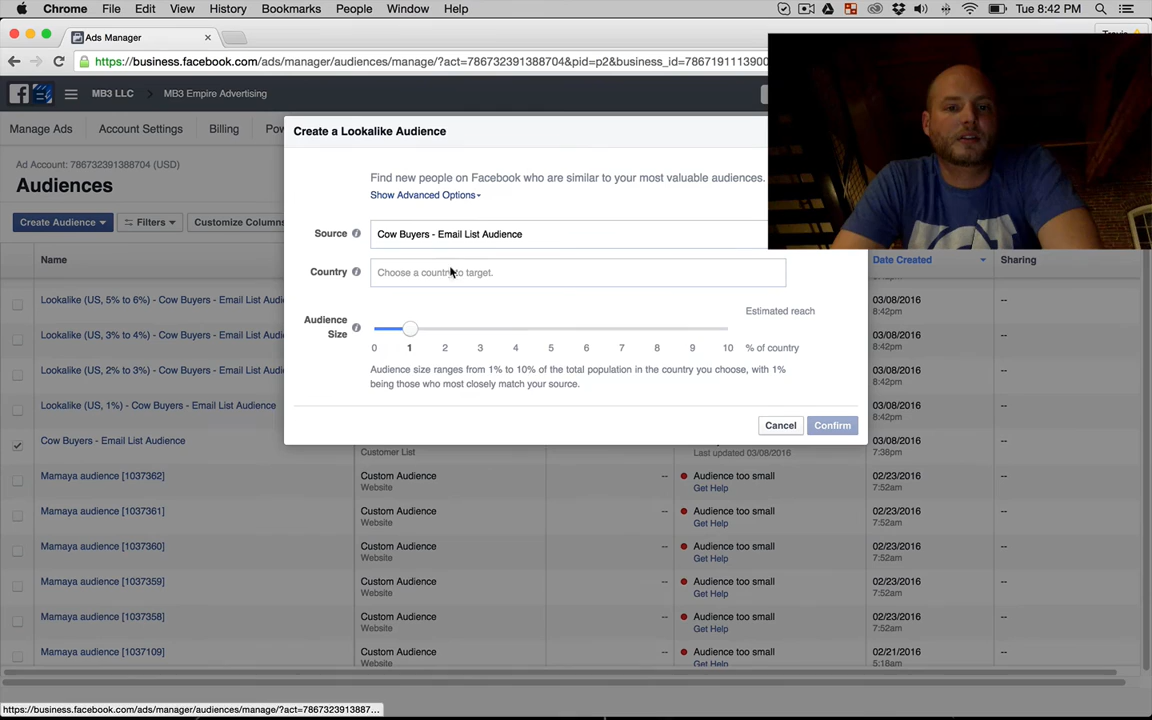 Chrome File Edit View History Bookmarks People Window Help Tue 8:42 PM
Ads Manager
https://business.facebook.com/ads/manager/audiences/manage/?act=786732391388704&pid=p2&business_id=7867191113900
MB3 LLC > MB3 Empire Advertising
Manage Ads Account Settings Billing
Create a Lookalike Audience
Ad Account: 786732391388704 (USD)
Audiences
Find new people on Facebook who are similar to your most valuable audiences.
Show Advanced Options
Create Audience Filters Customize Columns
Source Cow Buyers - Email List Audience
Name Date Created Sharing
Country Choose a country to target.
Lookalike (US, 5% to 6%) - Cow Buyers - Email List Audi -- 03/08/2016 --
8:42pm
Estimated reach
Audience Size
Lookalike (US, 3% to 4%) - Cow Buyers - Email List Audi 03/08/2016 --
8:42pm
0 1 2 3 4 5 6 7 8 9 10 % of country
Audience size ranges from 1% to 10% of the total population in the country you choose, with 1%
being those who most closely match your source.
Lookalike (US, 2% to 3%) - Cow Buyers - Email List Audi 03/08/2016 --
8:42pm
Lookalike (US, 1%) - Cow Buyers - Email List Audience 03/08/2016 --
8:42pm
Cancel Confirm
Cow Buyers - Email List Audience 03/08/2016 --
Customer List Last updated 03/08/2016 7:38pm
Mamaya audience [1037362] Custom Audience -- Audience too small 02/23/2016 --
Website Get Help 7:52am
Mamaya audience [1037361] Custom Audience -- Audience too small 02/23/2016 --
Website Get Help 7:52am
Mamaya audience [1037360] Custom Audience -- Audience too small 02/23/2016 --
Website Get Help 7:52am
Mamaya audience [1037359] Custom Audience -- Audience too small 02/23/2016 --
Website Get Help 7:52am
Mamaya audience [1037358] Custom Audience -- Audience too small 02/23/2016 --
Website Get Help 7:52am
Mamaya audience [1037109] Custom Audience -- Audience too small 02/21/2016 --
Website Get Help 5:18am
https://business.facebook.com/ads/manager/audiences/manage/?act=7867323913887...